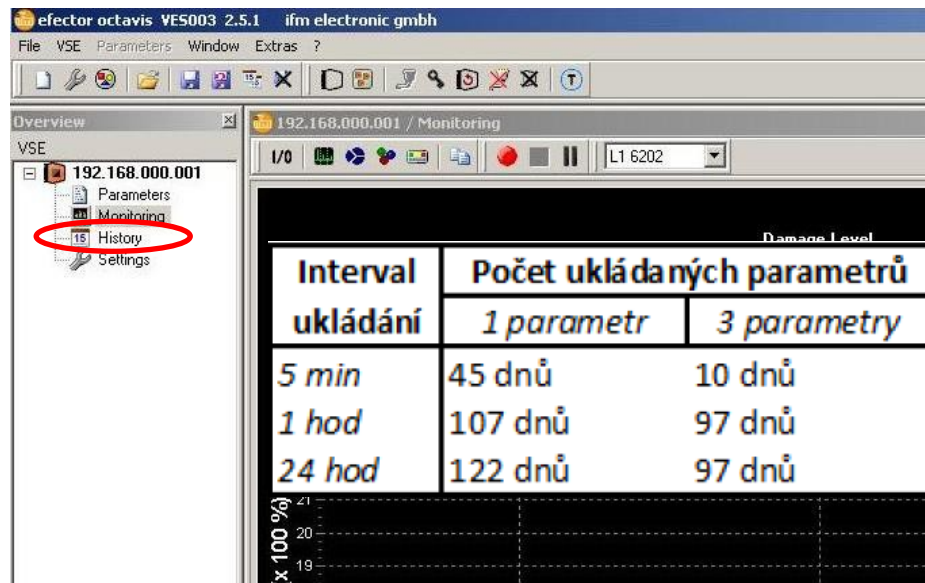 efector octavis VES003 2.5.1 ifm electronic gmbh
File VSE Parameters Window Extras ?
Overview
192.168.000.001 / Monitoring
VSE
I/O
L1 6202
192.168.000.001
Parameters
Monitoring
15 History
Settings
Damage Level
Interval ukládání Počet ukládaných parametrů
1 parametr 3 parametry
5 min 45 dnů 10 dnů
1 hod 107 dnů 97 dnů
24 hod 122 dnů 97 dnů
(x 100 %)
21
20
19